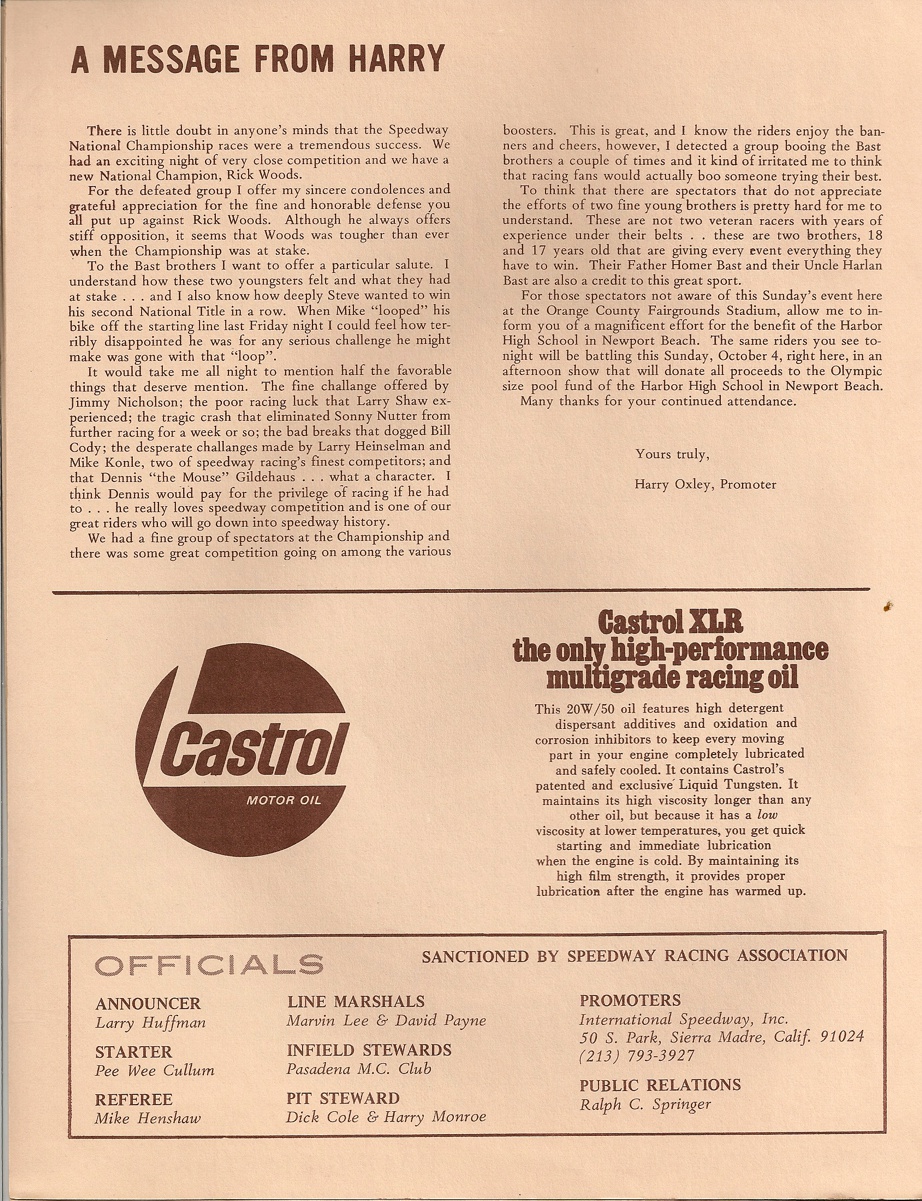 A MESSAGE FROM HARRY
There is little doubt in anyone's minds that the Speedway
National Championship races were a tremendous success. We
had an exciting night of very close competition and we have a
new National Champion, Rick Woods.
For the defeated group I offer my sincere condolences and
grateful appreciation for the fine and honorable defense you
all put up against Rick Woods. Although he always offers
stiff opposition, it seems that Woods was tougher than ever
when the Championship was at stake.
To the Bast brothers I want to offer a particular salute. I
understand how these two youngsters felt and what they had
at stake . . . and I also know how deeply Steve wanted to win
his second National Title in a row. When Mike “looped” his
bike off the starting line last Friday night I could feel how ter-
ribly disappointed he was for any serious challenge he might
make was gone with that “loop”.
It would take me all night to mention half the favorable
things that deserve mention. The fine challange offered by
Jimmy Nicholson; the poor racing luck that Larry Shaw ex-
perienced; the tragic crash that eliminated Sonny Nutter from
further racing for a week or so; the bad breaks that dogged Bill
Cody; the desperate challanges made by Larry Heinselman and
Mike Konle, two of speedway racing's finest competitors; and
that Dennis “the Mouse” Gildehaus . . . what a character. I
think Dennis would pay for the privilege of racing if he had
to . . . he really loves speedway competition and is one of our
great riders who will go down into speedway history.
We had a fine group of spectators at the Championship and
there was some great competition going on among the various
boosters. This is great, and I know the riders enjoy the ban-
ners and cheers, however, I detected a group booing the Bast
brothers a couple of times and it kind of irritated me to think
that racing fans would actually boo someone trying their best.
To think that there are spectators that do not appreciate
the efforts of two fine young brothers is pretty hard for me to
understand. These are not two veteran racers with years of
experience under their belts . . these are two brothers, 18
and 17 years old that are giving every event everything they
have to win. Their Father Homer Bast and their Uncle Harlan
Bast are also a credit to this great sport.
For those spectators not aware of this Sunday's event here
at the Orange County Fairgrounds Stadium, allow me to in-
form you of a magnificent effort for the benefit of the Harbor
High School in Newport Beach. The same riders you see to-
night will be battling this Sunday, October 4, right here, in an
afternoon show that will donate all proceeds to the Olympic
size pool fund of the Harbor High School in Newport Beach.
Many thanks for your continued attendance.
Yours truly,
Harry Oxley, Promoter
Castrol
MOTOR OIL
Castrol XLR
the only high-performance
multigrade racing oil
This 20W/50 oil features high detergent
dispersant additives and oxidation and
corrosion inhibitors to keep every moving
part in your engine completely lubricated
and safely cooled. It contains Castrol's
patented and exclusive Liquid Tungsten. It
maintains its high viscosity longer than any
other oil, but because it has a low
viscosity at lower temperatures, you get quick
starting and immediate lubrication
when the engine is cold. By maintaining its
high film strength, it provides proper
lubrication after the engine has warmed up.
OFFICIALS
SANCTIONED BY SPEEDWAY RACING ASSOCIATION
ANNOUNCER
Larry Huffman
STARTER
Pee Wee Cullum
REFEREE
Mike Henshaw
LINE MARSHALS
Marvin Lee & David Payne
INFIELD STEWARDS
Pasadena M.C. Club
PIT STEWARD
Dick Cole & Harry Monroe
PROMOTERS
International Speedway, Inc.
50 S. Park, Sierra Madre, Calif. 91024
(213) 793-3927
PUBLIC RELATIONS
Ralph C. Springer